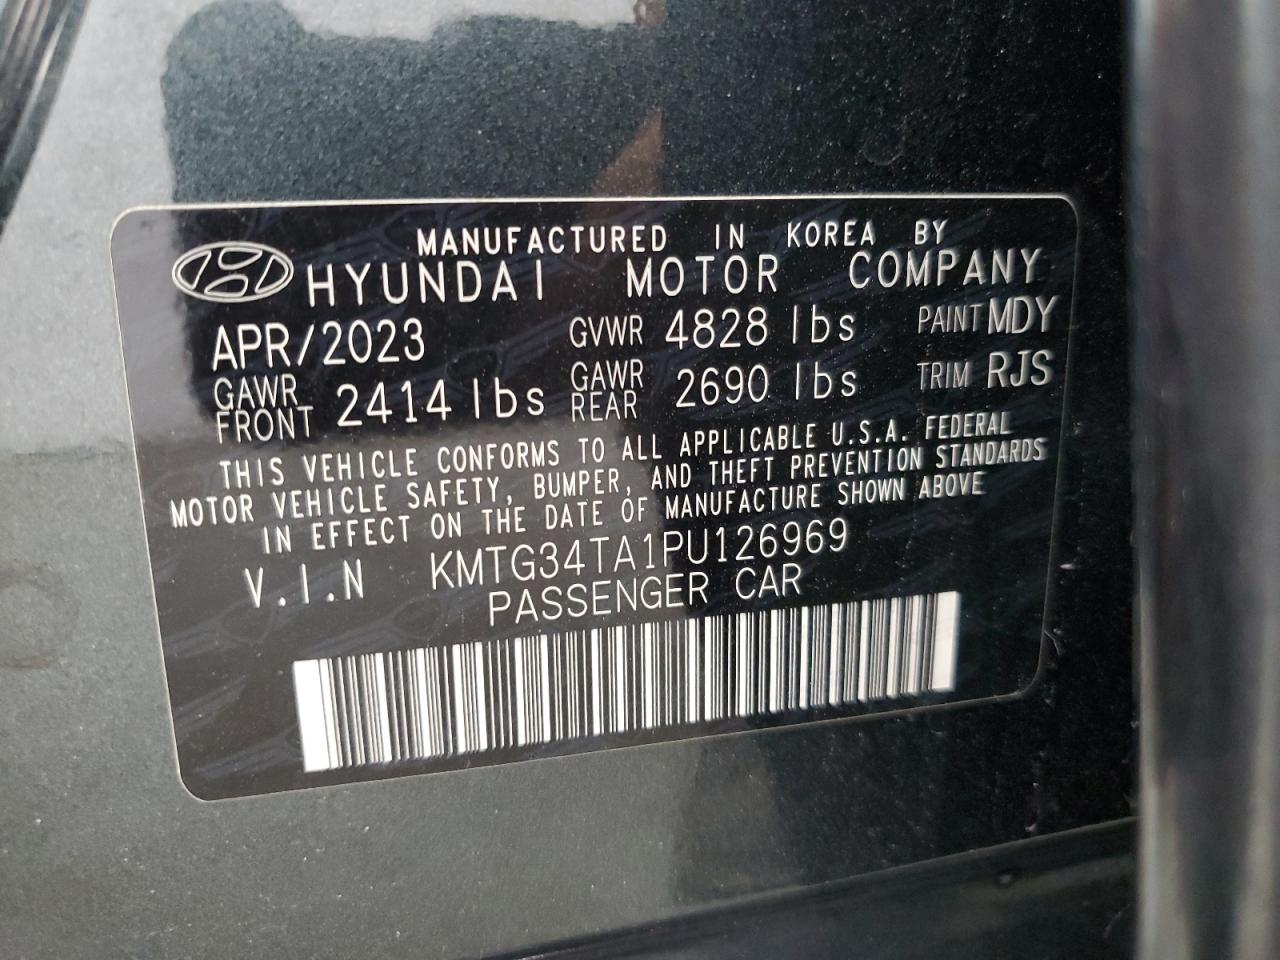 MANUFACTURED IN KOREA BY
HYUNDAI MOTOR COMPANY
APR/2023 GVWR 4828 lbs PAINT MDY
GAWR FRONT 2414 lbs GAWR REAR 2690 lbs TRIM RJS
THIS VEHICLE CONFORMS TO ALL APPLICABLE U.S.A. FEDERAL
MOTOR VEHICLE SAFETY, BUMPER, AND THEFT PREVENTION STANDARDS
IN EFFECT ON THE DATE OF MANUFACTURE SHOWN ABOVE
V.I.N KMTG34TA1PU126969
PASSENGER CAR